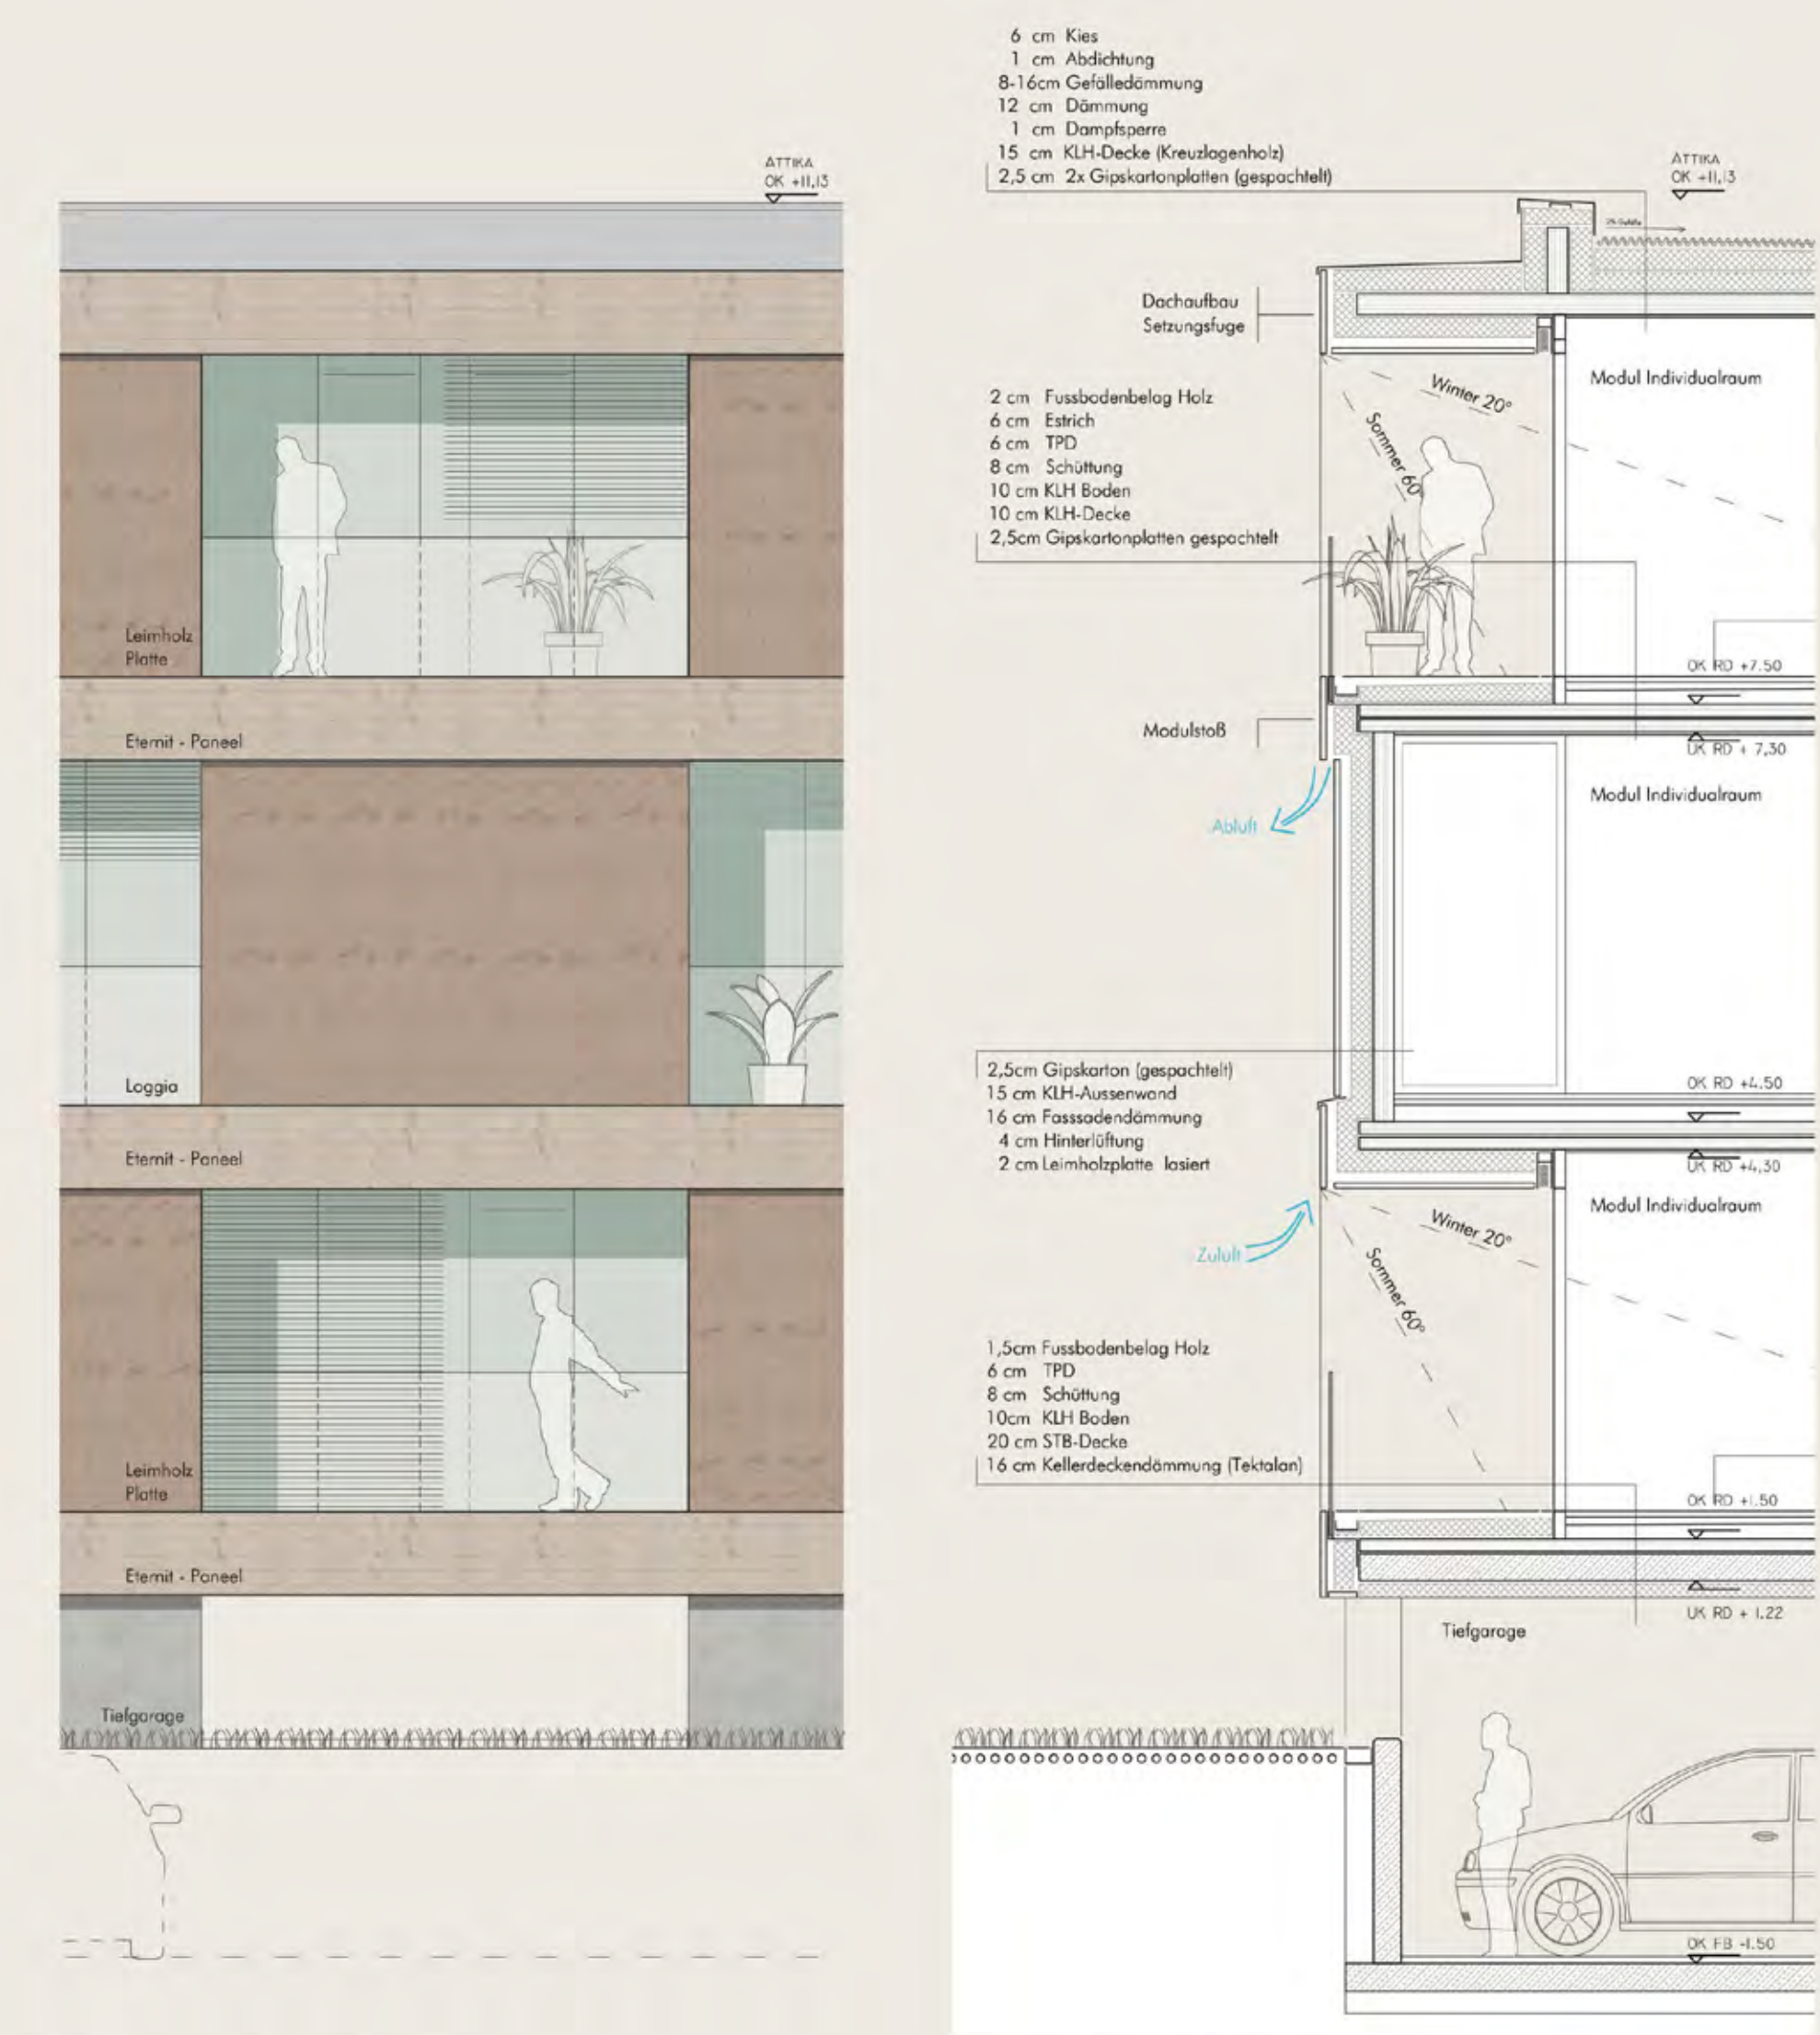 ATTIKA
OK +11,13
Leimholz
Platte
Eternit - Paneel
Loggia
Eternit - Paneel
Leimholz
Platte
Eternit - Paneel
Tiefgarage
6 cm Kies
1 cm Abdichtung
8-16cm Gefälledämmung
12 cm Dämmung
1 cm Dampfsperre
15 cm KLH-Decke (Kreuzlagenholz)
2,5 cm 2x Gipskartonplatten (gespachtelt)
ATTIKA
OK +11,13
2% Gefälle
Dachaufbau
Setzungsfuge
Modul Individualraum
Winter 20°
Sommer 60°
2 cm Fussbodenbelag Holz
6 cm Estrich
6 cm TPD
8 cm Schüttung
10 cm KLH Boden
10 cm KLH-Decke
2,5cm Gipskartonplatten gespachtelt
OK RD +7.50
Modulstoß
UK RD + 7,30
Modul Individualraum
Abluft
2,5cm Gipskarton (gespachtelt)
15 cm KLH-Aussenwand
16 cm Fasssadendämmung
4 cm Hinterlüftung
2 cm Leimholzplatte lasiert
OK RD +4.50
UK RD +4,30
Modul Individualraum
Winter 20°
Sommer 60°
Zuluft
1,5cm Fussbodenbelag Holz
6 cm TPD
8 cm Schüttung
10cm KLH Boden
20 cm STB-Decke
16 cm Kellerdeckendämmung (Tektalan)
OK RD +1.50
UK RD + 1.22
Tiefgarage
OK FB -1.50